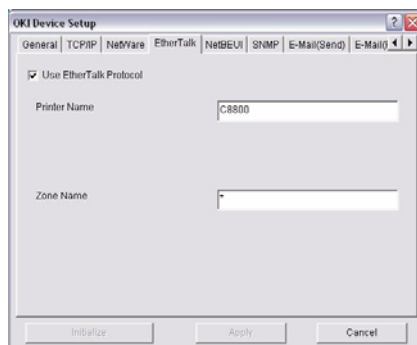 OKI Device Setup
General TCP/IP NetWare EtherTalk NetBEUI SNMP E-Mail(Send) E-Mail(
Use EtherTalk Protocol
Printer Name C8800
Zone Name *
Initialize Apply Cancel